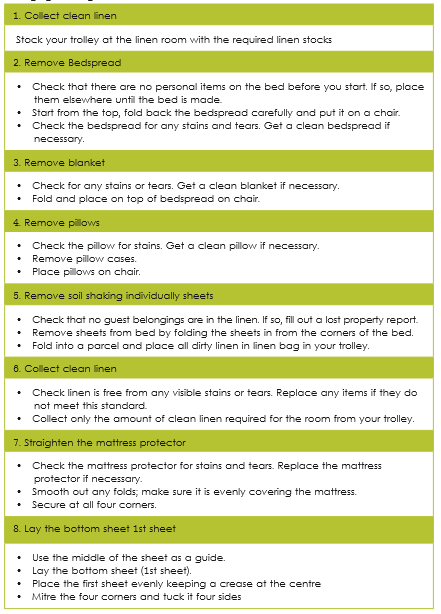 1. Collect clean linen
Stock your trolley at the linen room with the required linen stocks
2. Remove Bedspread
• Check that there are no personal items on the bed before you start. If so, place
them elsewhere until the bed is made.
• Start from the top, fold back the bedspread carefully and put it on a chair.
• Check the bedspread for any stains and tears. Get a clean bedspread if
necessary.
3. Remove blanket
• Check for any stains or tears. Get a clean blanket if necessary.
• Fold and place on top of bedspread on chair.
4. Remove pillows
• Check the pillow for stains. Get a clean pillow if necessary.
• Remove pillow cases.
• Place pillows on chair.
5. Remove soil shaking individually sheets
• Check that no guest belongings are in the linen. If so, fill out a lost property report.
• Remove sheets from bed by folding the sheets in from the corners of the bed.
• Fold into a parcel and place all dirty linen in linen bag in your trolley.
6. Collect clean linen
• Check linen is free from any visible stains or tears. Replace any items if they do
not meet this standard.
• Collect only the amount of clean linen required for the room from your trolley.
7. Straighten the mattress protector
• Check the mattress protector for stains and tears. Replace the mattress
protector if necessary.
• Smooth out any folds; make sure it is evenly covering the mattress.
• Secure at all four corners.
8. Lay the bottom sheet 1st sheet
• Use the middle of the sheet as a guide.
• Lay the bottom sheet (1st sheet).
• Place the first sheet evenly keeping a crease at the centre
• Mitre the four corners and tuck it four sides